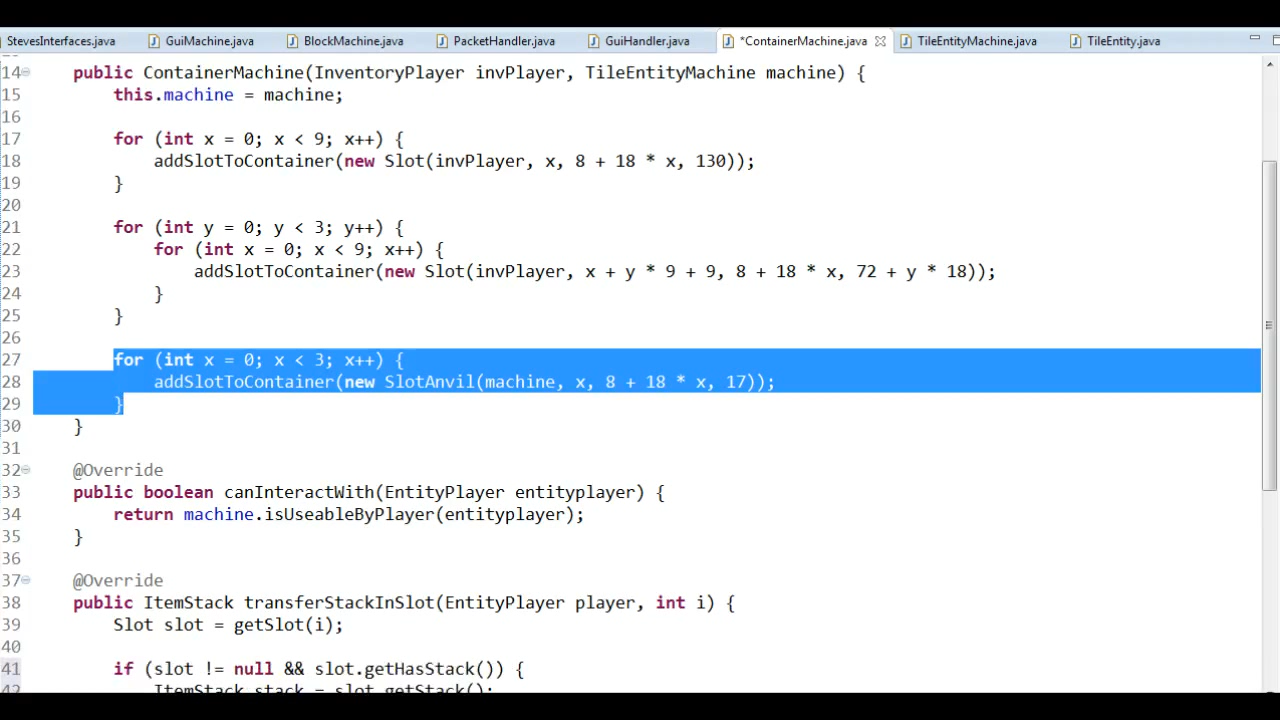 StevesInterfaces.java GuiMachine.java BlockMachine.java PacketHandler.java GuiHandler.java *ContainerMachine.java TileEntityMachine.java TileEntity.java
14 public ContainerMachine(InventoryPlayer invPlayer, TileEntityMachine machine) {
15 this.machine = machine;
16
17 for (int x = 0; x < 9; x++) {
18 addSlotToContainer(new Slot(invPlayer, x, 8 + 18 * x, 130));
19 }
20
21 for (int y = 0; y < 3; y++) {
22 for (int x = 0; x < 9; x++) {
23 addSlotToContainer(new Slot(invPlayer, x + y * 9 + 9, 8 + 18 * x, 72 + y * 18));
24 }
25 }
26
27 for (int x = 0; x < 3; x++) {
28 addSlotToContainer(new SlotAnvil(machine, x, 8 + 18 * x, 17));
29 }
30 }
31
32 @Override
33 public boolean canInteractWith(EntityPlayer entityplayer) {
34 return machine.isUseableByPlayer(entityplayer);
35 }
36
37 @Override
38 public ItemStack transferStackInSlot(EntityPlayer player, int i) {
39 Slot slot = getSlot(i);
40
41 if (slot != null && slot.getHasStack()) {
42 ItemStack stack = slot.getStack();